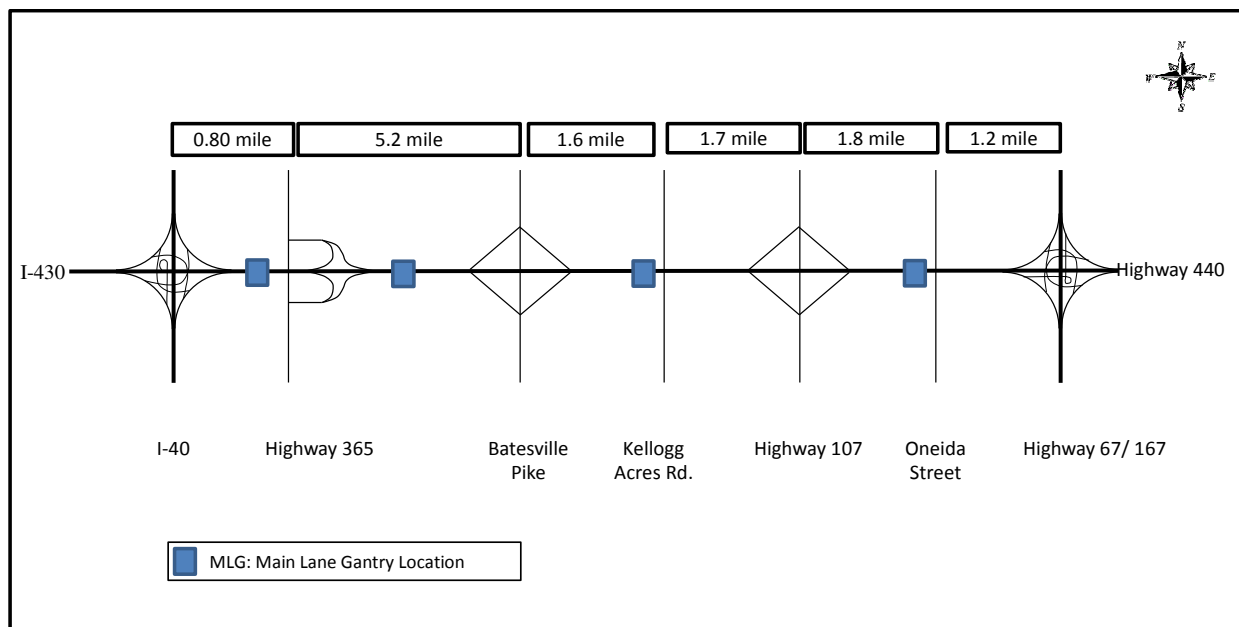 N
W E
S
0.80 mile 5.2 mile 1.6 mile 1.7 mile 1.8 mile 1.2 mile
I-430 Highway 440
I-40 Highway 365 Batesville Kellogg Highway 107 Oneida Highway 67/ 167
Pike Acres Rd. Street
MLG: Main Lane Gantry Location